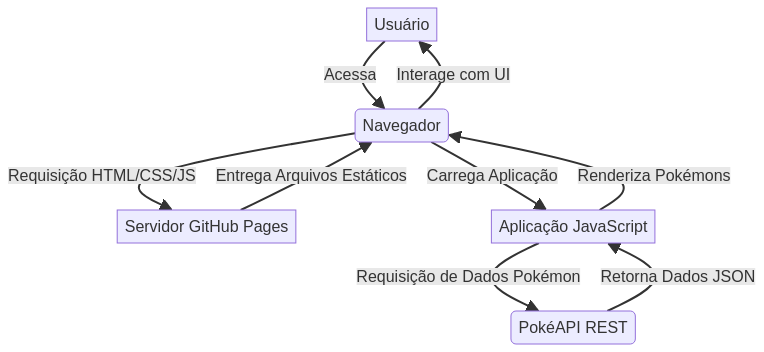 Usuário
Acessa
Interage com UI
Navegador
Requisição HTML/CSS/JS
Entrega Arquivos Estáticos
Carrega Aplicação
Renderiza Pokémons
Servidor GitHub Pages
Aplicação JavaScript
Requisição de Dados Pokémon
Retorna Dados JSON
PokéAPI REST